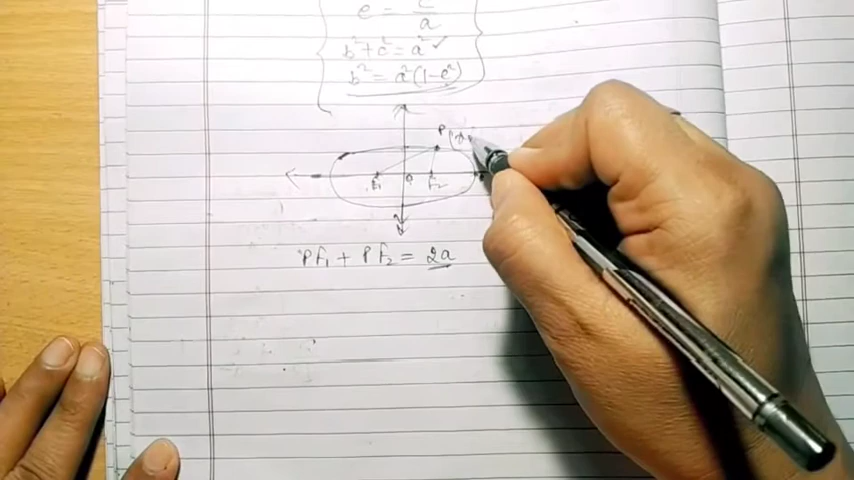 e = c/a
b² + c² = a² ✓
b² = a²(1-e²)
P
F₁ F₂
PF₁ + PF₂ = 2a